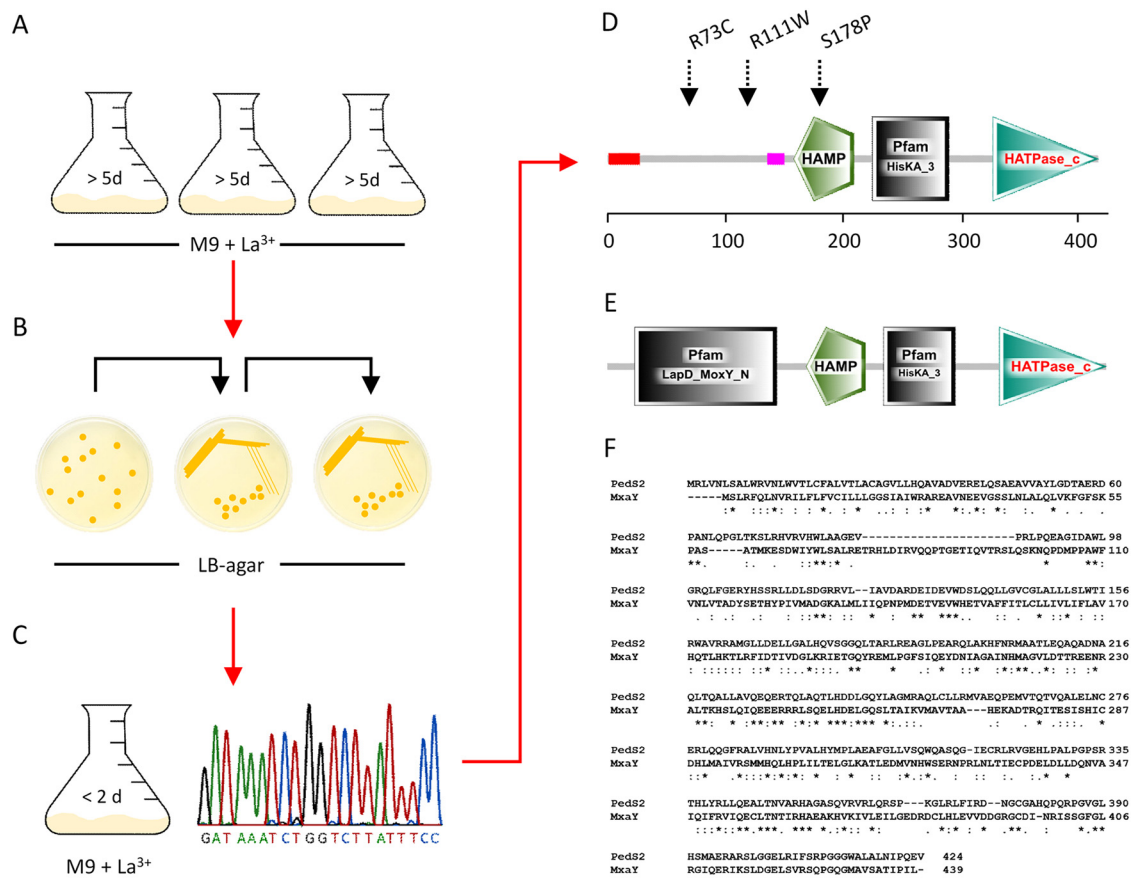 A
> 5d > 5d > 5d
M9 + La³⁺
B
LB-agar
C
< 2 d
M9 + La³⁺
GATAAATCTGGTCTTATTTCC
D
R73C R111W S178P
HAMP
Pfam
HisKA_3
HATPase_c
0 100 200 300 400
E
Pfam
LapD_MoxY_N
HAMP
Pfam
HisKA_3
HATPase_c
F
PedS2 MRLVNLSALWRVNLWVTLCFALVTLACAGVLLHQAVADVERELQSAEAVVAYLGDTAERD 60
MxaY -----MSLRFQLNVRILFLFVCILLLGGSIAIWRAREAVNEEVGSSLNLALQLVKFGFSK 55
PedS2 PANLQPGLTKSLRHVRVHWLAAGEV------------------PRLPQEAGIDAWL 98
MxaY PAS-----ATMKESDWIYWLSALRETRHLDIRVQQPTGETIQVTRSLQSKNQPDMPPAWF 110
PedS2 GRQLFGERYHSSRLLDLSDGRRVL--IAVDARDEIDEVWDSLQQLLGVCGLALLLSLWTI 156
MxaY VNLVTADYSETHYPIVMADGKALMLIIQPNPMDETVEVWHETVAFFITLCLLIVLIFLAV 170
PedS2 RWAVRRAMGLLDELLGALHQVSGGQLTARLREAGLPEARQLAKHFNRMAATLEQAQADNA 216
MxaY HQTLHKTLRFIDTIVDGLKRIETGQYREMLPGFSIQEYDNIAGAINHMAGVLDTTREENR 230
PedS2 QLTQALLAVQEQERTQLAQTLHDDLGQYLAGMRAQLCLLRMVAEQPEMVTQTVQALELNC 276
MxaY ALTKHSLQIQEEERRRLSQELHDELGQSLTAIKVMAVTAA---HEKADTRQITESISHIC 287
PedS2 ERLQQGFRALVHNLYPVALHYMPLAEAFGLLVSQWQASQG-IECRLRVGEHLPALPGPSR 335
MxaY DHLMAIVRSMMHQLHPLILTELGLKATLEDMVNHWSERNPRLNLTIECPDELDLLDQNVA 347
PedS2 THLYRLLQEALTNVARHAGASQVRVRLQRSP---KGLRLFIRD--NGCGAHQPQRPGVGL 390
MxaY IQIFRIVQECLTNTIRHAEAKHVKIVLEILGEDRDCLHLEVVDDGRGCDI-NRISSGFGL 406
PedS2 HSMAERARSLGGELRIFSRPGGGWALALNIPQEV 424
MxaY RGIQERIKSMDGELSVRSQPGQGMAVSATIPIL- 439